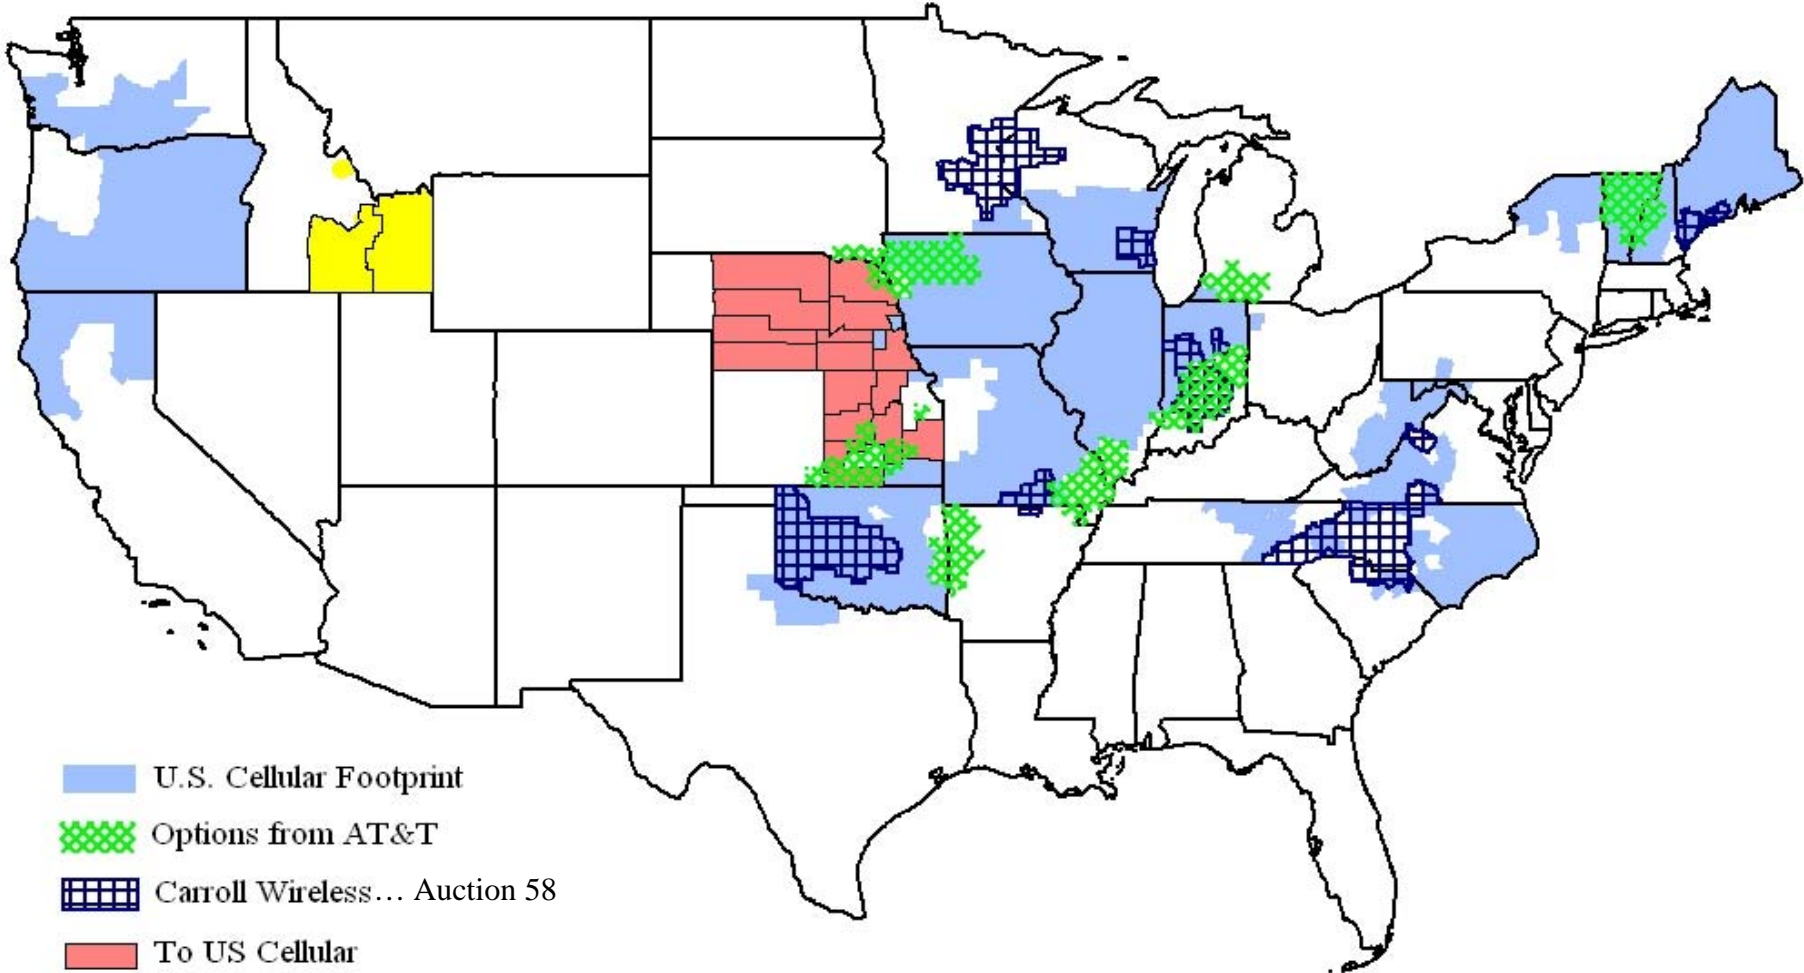 U.S. Cellular Footprint
Options from AT&T
Carroll Wireless... Auction 58
To US Cellular